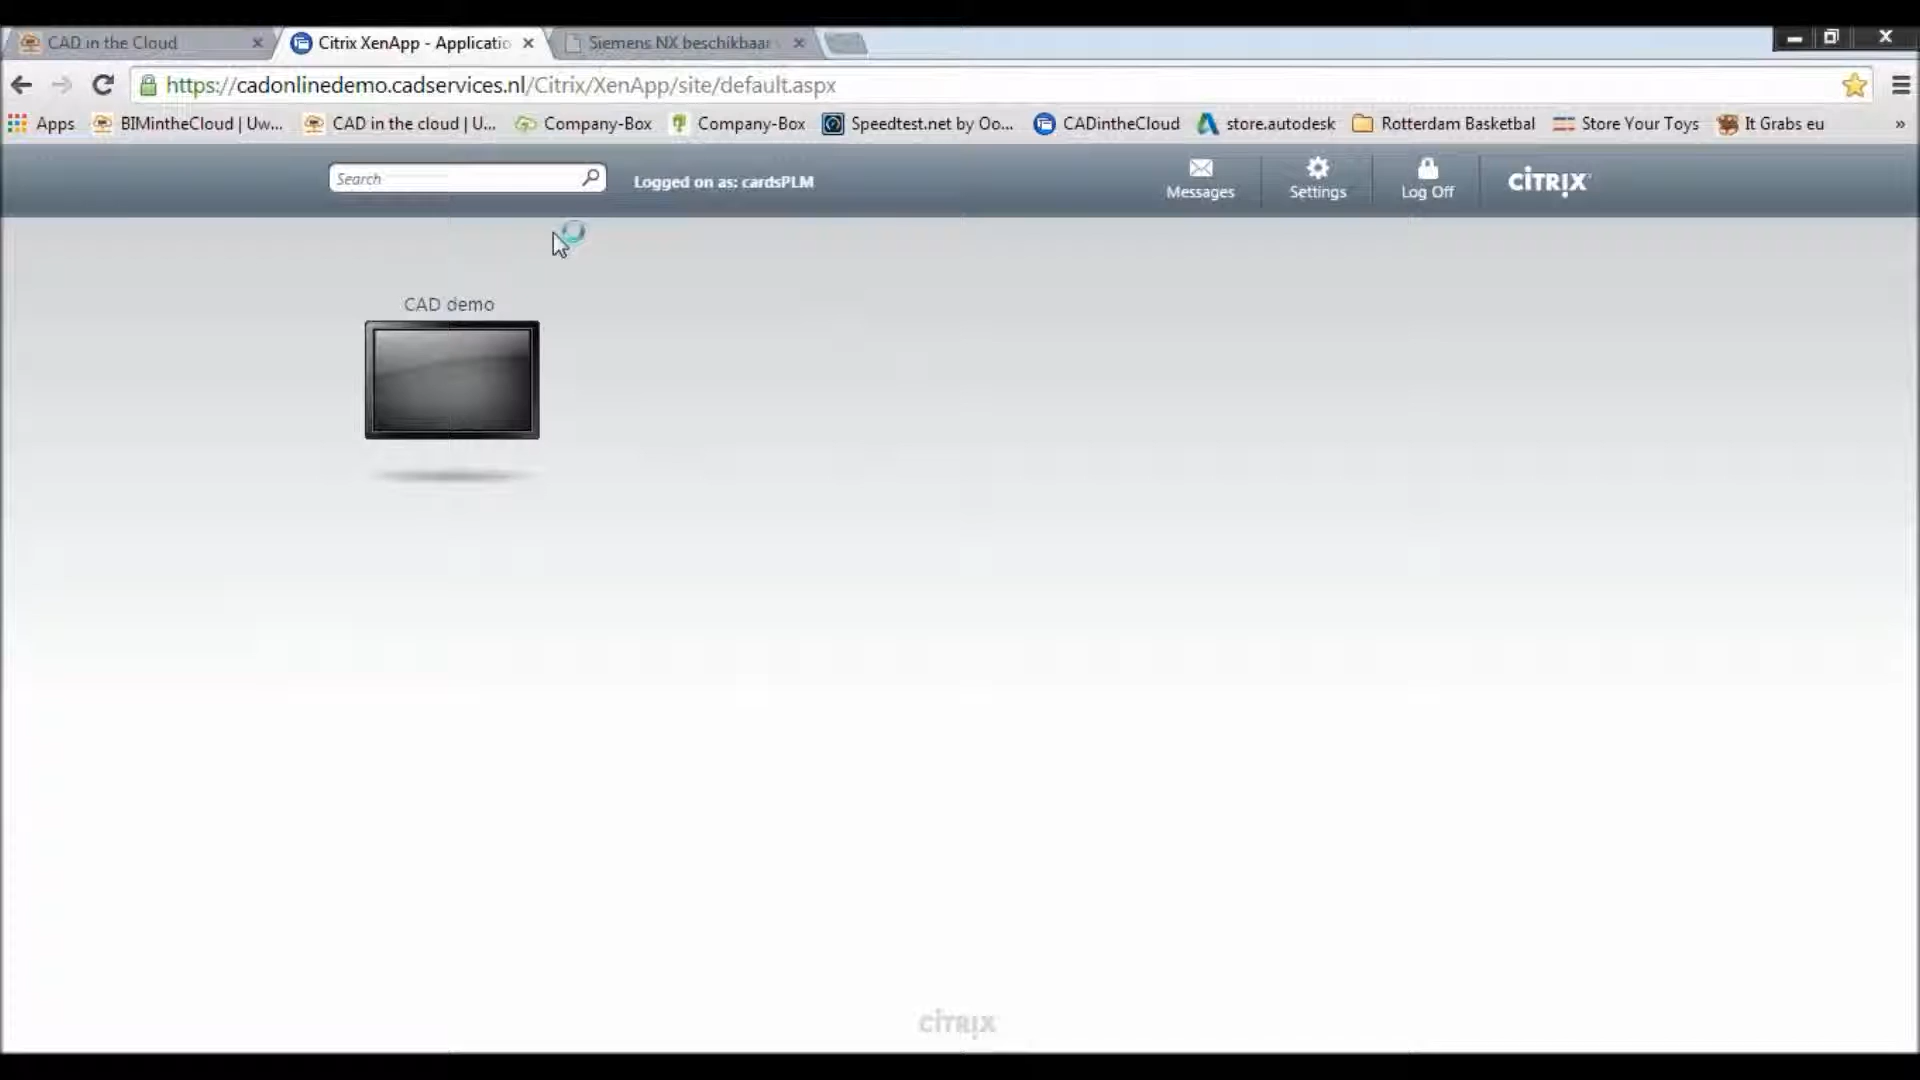 CAD in the Cloud
Citrix XenApp - Applicatio
Siemens NX beschikbaar
https://cadonlinedemo.cadservices.nl/Citrix/XenApp/site/default.aspx
Apps
BIMintheCloud | Uw...
CAD in the cloud | U...
Company-Box
Company-Box
Speedtest.net by Oo...
CADintheCloud
store.autodesk
Rotterdam Basketbal
Store Your Toys
It Grabs eu
»
Search
Logged on as: cardsPLM
Messages
Settings
Log Off
CITRIX
CAD demo
CITRIX